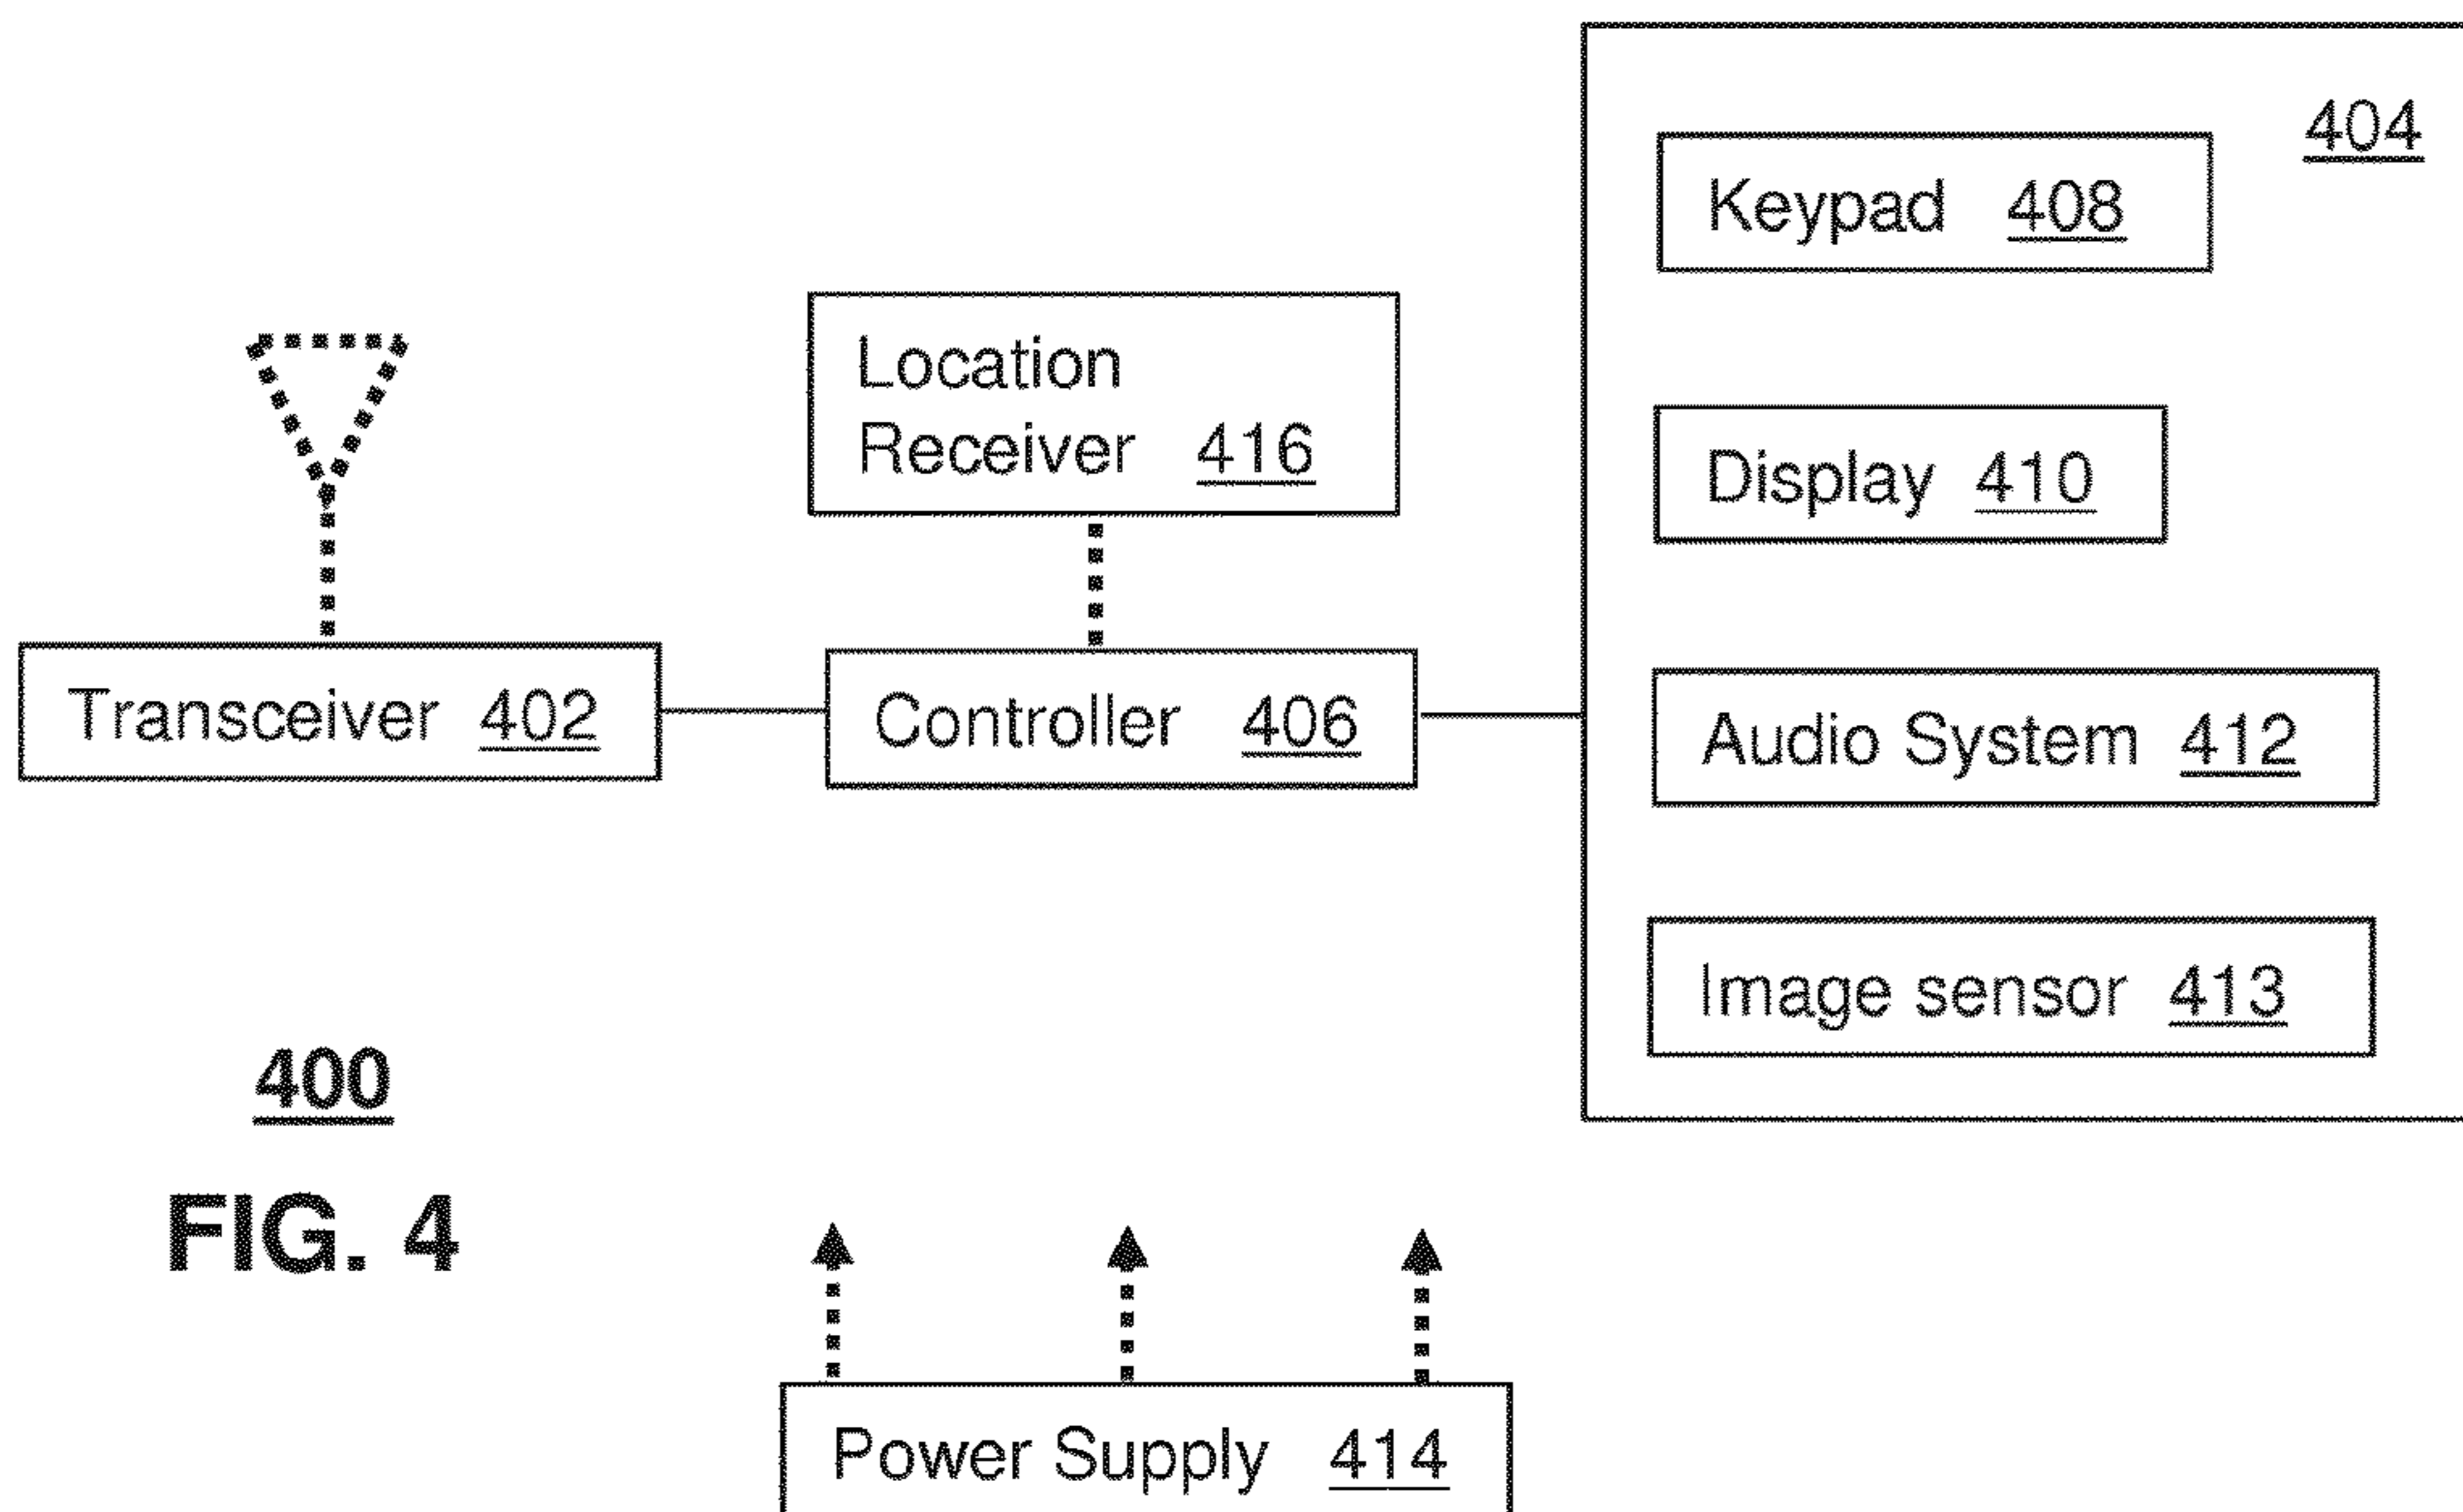 404
Keypad 408
Location
Receiver 416
Display 410
Transceiver 402
Controller 406
Audio System 412
Image sensor 413
400
FIG. 4
Power Supply 414